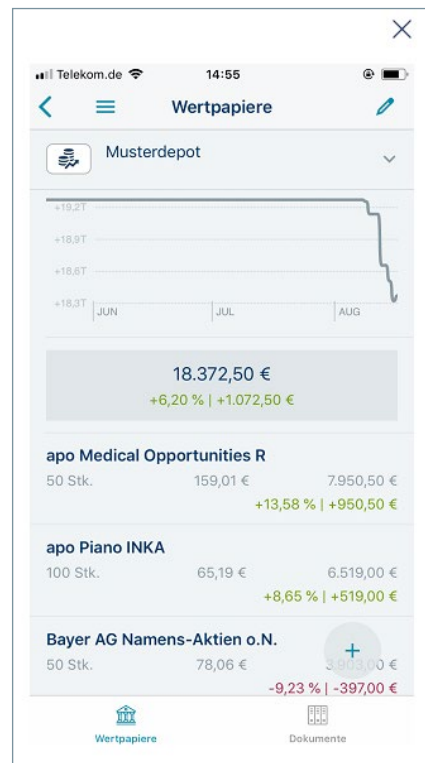 Telekom.de 14:55
Wertpapiere
Musterdepot
+19,2T
+18,9T
+18,6T
+18,3T
JUN JUL AUG
18.372,50 €
+6,20 % | +1.072,50 €
apo Medical Opportunities R
50 Stk. 159,01 € 7.950,50 €
+13,58 % | +950,50 €
apo Piano INKA
100 Stk. 65,19 € 6.519,00 €
+8,65 % | +519,00 €
Bayer AG Namens-Aktien o.N.
+
50 Stk. 78,06 € 3.903,00 €
-9,23 % | -397,00 €
Wertpapiere Dokumente